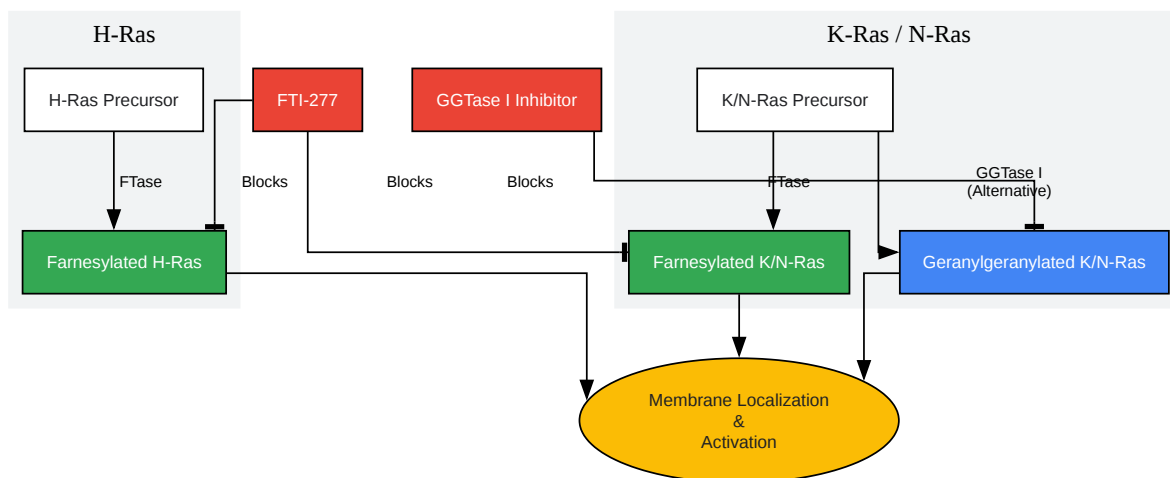 H-Ras
K-Ras / N-Ras
H-Ras Precursor
FTI-277
GGTase I Inhibitor
K/N-Ras Precursor
FTase
Blocks
Blocks
Blocks
FTase
GGTase I
(Alternative)
Farnesylated H-Ras
Farnesylated K/N-Ras
Geranylgeranylated K/N-Ras
Membrane Localization
&
Activation